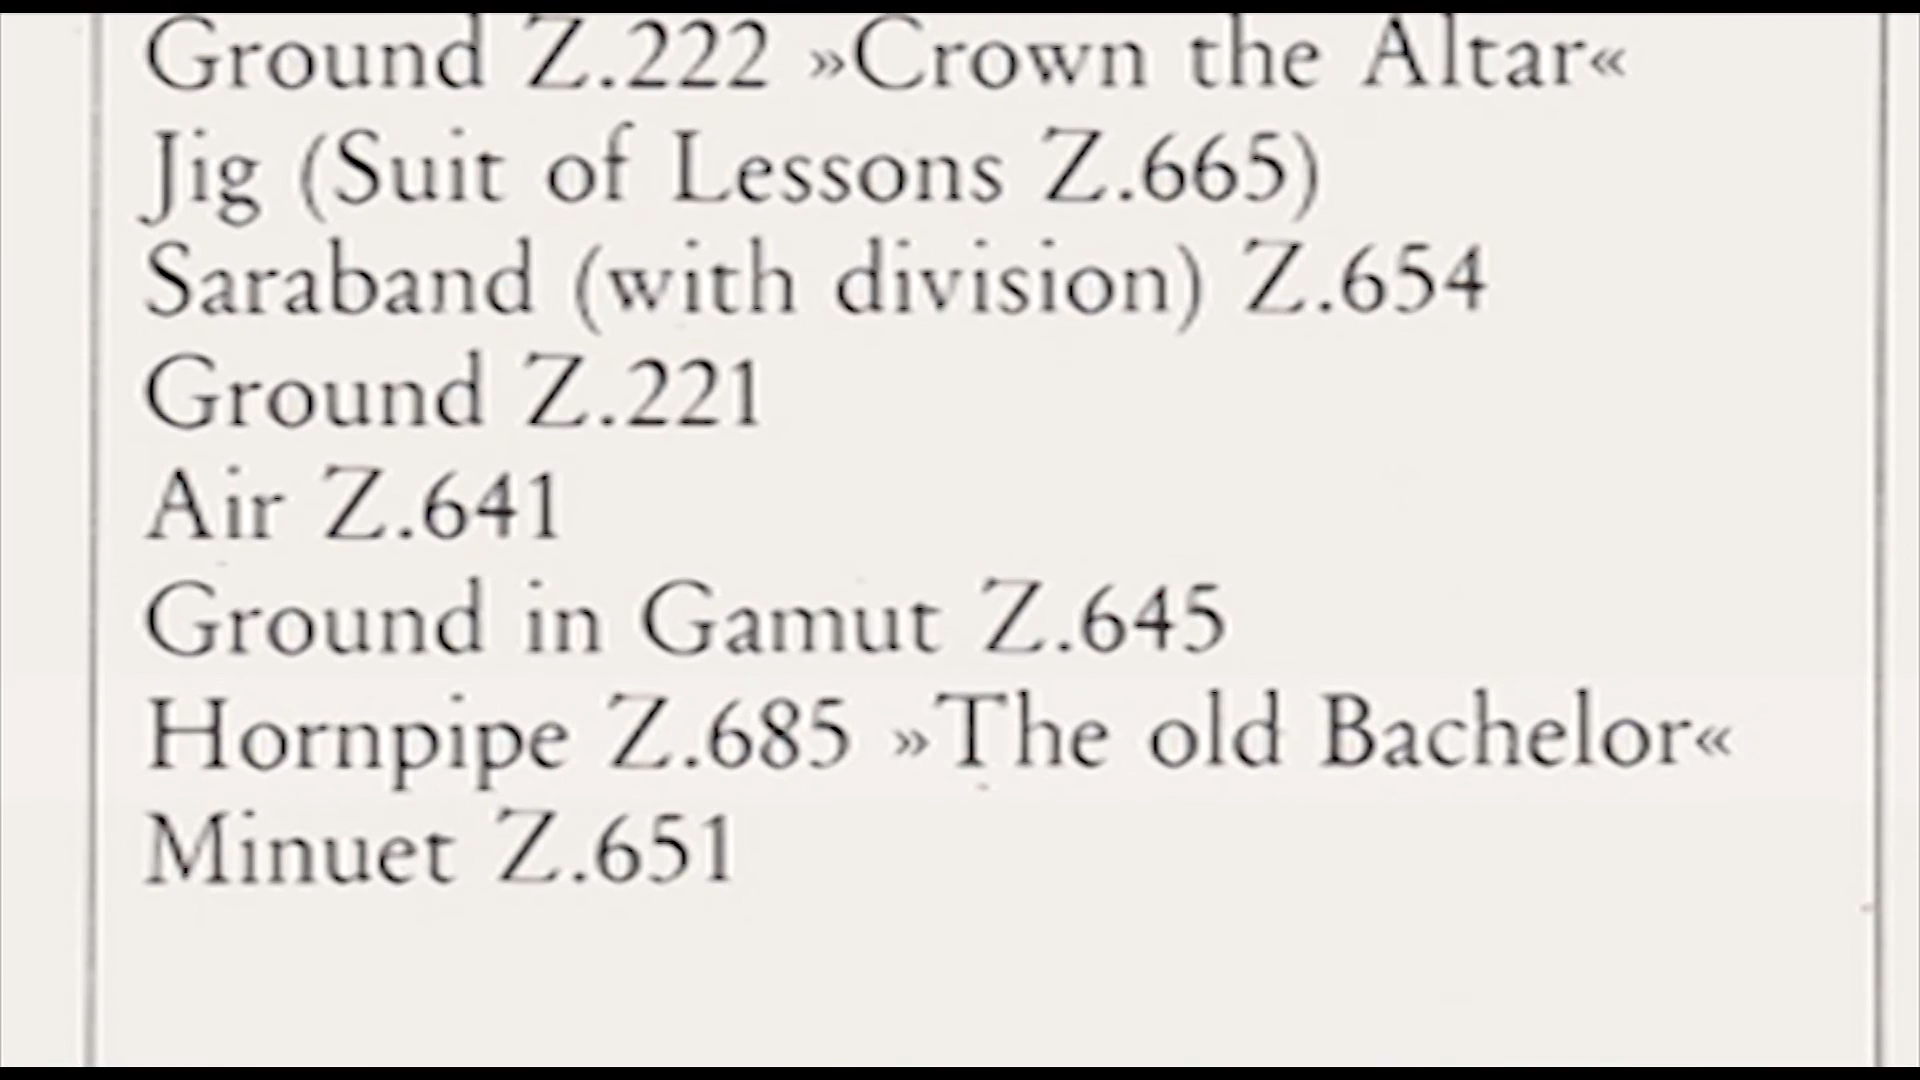 Ground Z.222 »Crown the Altar«
Jig (Suit of Lessons Z.665)
Saraband (with division) Z.654
Ground Z.221
Air Z.641
Ground in Gamut Z.645
Hornpipe Z.685 »The old Bachelor«
Minuet Z.651